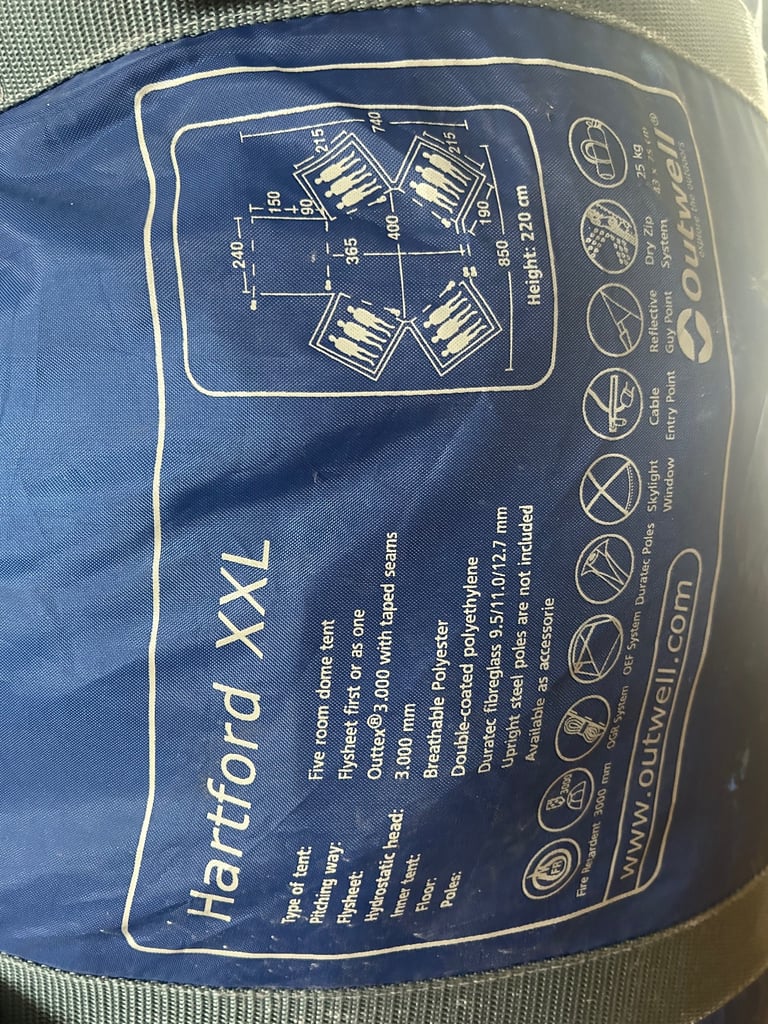 Hartford XXL
Type of tent: Five room dome tent
Pitching way: Flysheet first or as one
Flysheet: Outtex® 3.000 with taped seams
Hydrostatic head: 3.000 mm
Inner tent: Breathable Polyester
Floor: Double-coated polyethylene
Poles: Duratec fibreglass 9.5/11.0/12.7 mm
Upright steel poles are not included
Available as accessorie
240
150
90
215
740
365
400
215
190
850
Height: 220 cm
Fire Retardent
3000 mm
OGR System
OEF System
Duratec Poles
Skylight Window
Cable Entry Point
Reflective Guy Point
Dry Zip System
25 kg
FR
3000
www.outwell.com
Outwell®
explore the outdoors